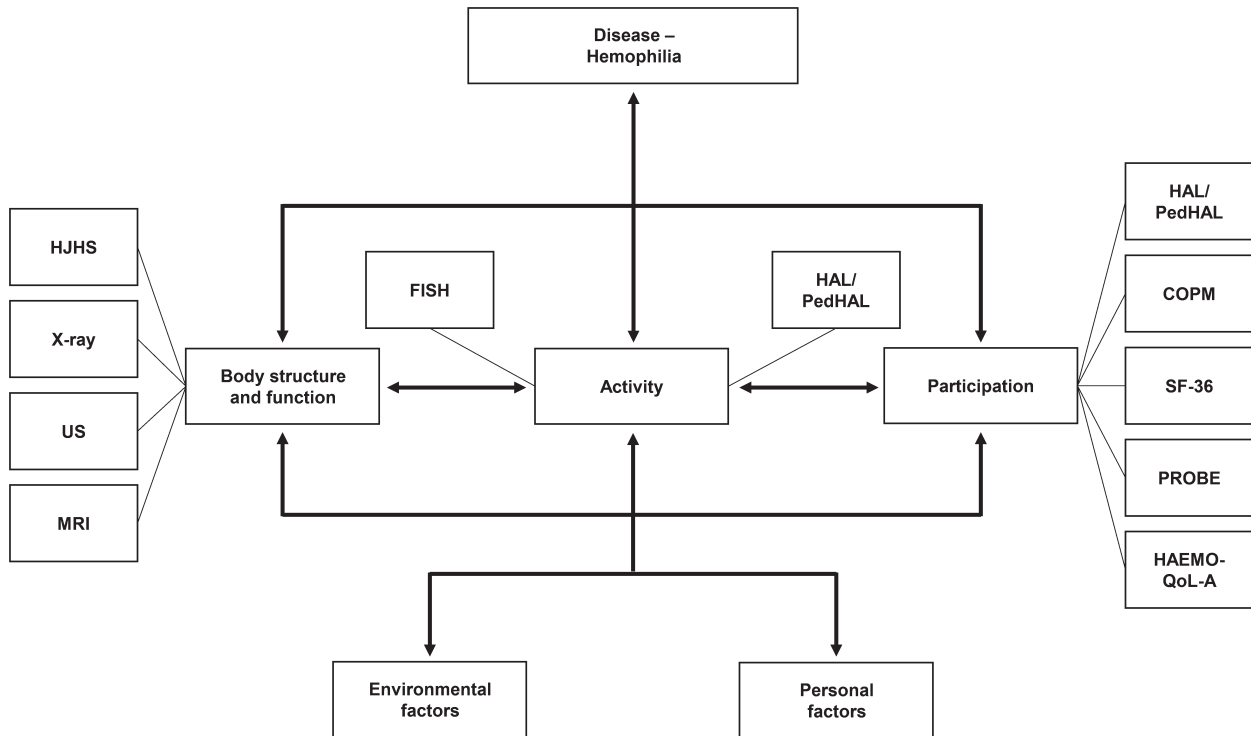 Disease –
Hemophilia
HJHS
X-ray
US
MRI
FISH
HAL/
PedHAL
Body structure
and function
Activity
Participation
HAL/
PedHAL
COPM
SF-36
PROBE
HAEMO-
QoL-A
Environmental
factors
Personal
factors